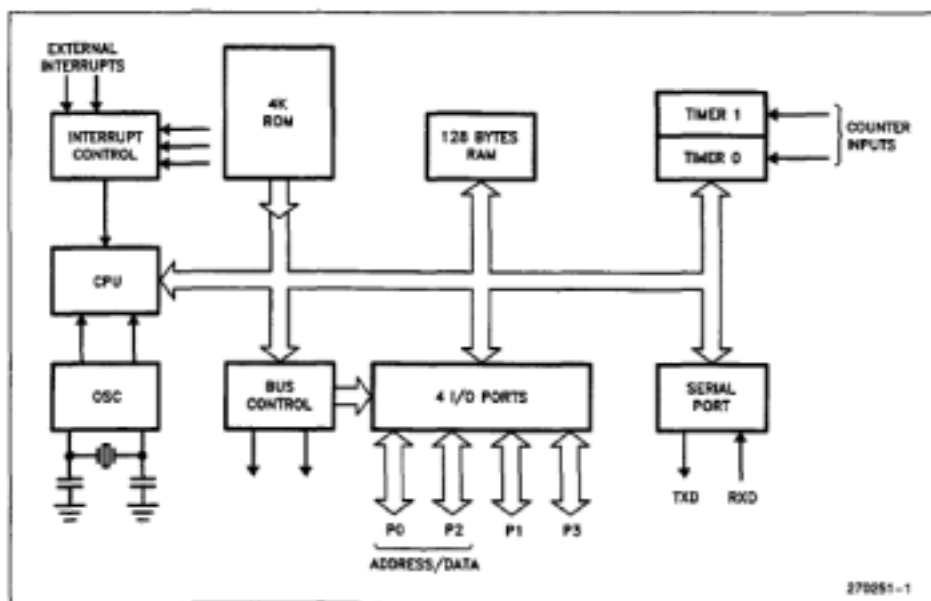 EXTERNAL
INTERRUPTS
INTERRUPT
CONTROL
4K
ROM
128 BYTES
RAM
TIMER 1
TIMER 0
COUNTER
INPUTS
CPU
OSC
BUS
CONTROL
4 I/O PORTS
SERIAL
PORT
TXD RXD
P0 P2 P1 P3
ADDRESS/DATA
270251-1